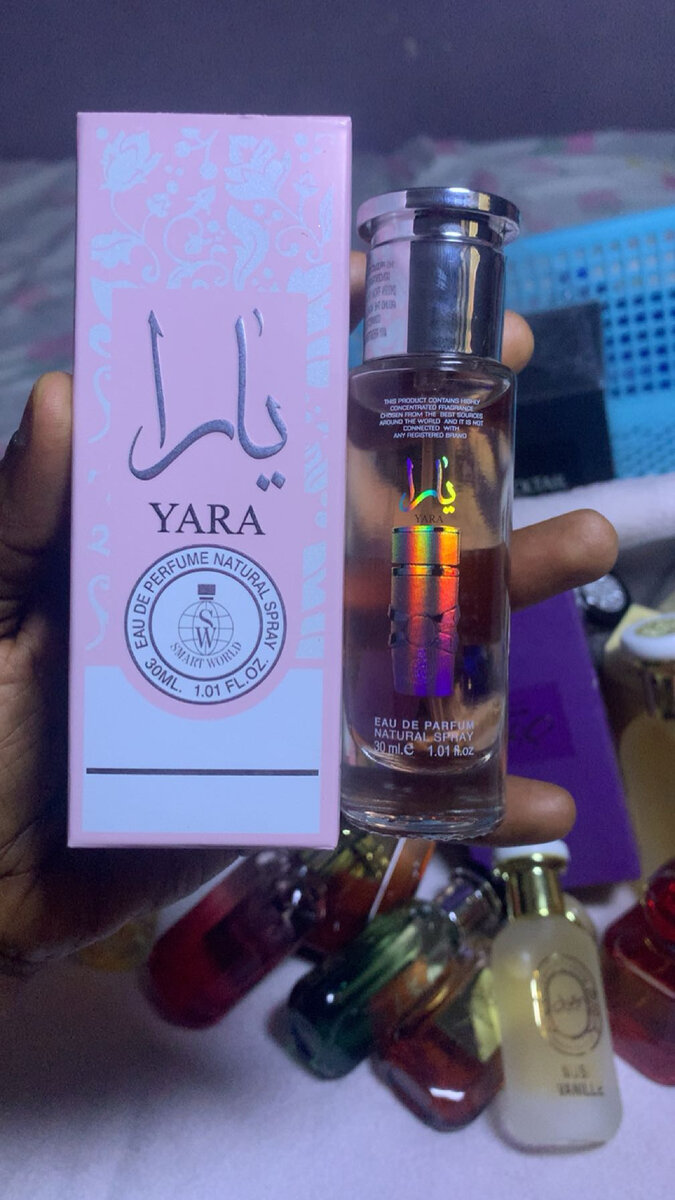 يارا
YARA
EAU DE PERFUME NATURAL SPRAY
SW
SMART WORLD
30ML. 1.01 FL.OZ.
THIS PRODUCT CONTAINS HIGHLY
CONCENTRATED FRAGRANCE
CHOSEN FROM THE BEST SOURCES
AROUND THE WORLD AND IT IS NOT
CONNECTED WITH
ANY REGISTERED BRAND
يارا
YARA
EAU DE PARFUM
NATURAL SPRAY
30 ml.e 1.01 fl.oz
KTAIL
VANILLE